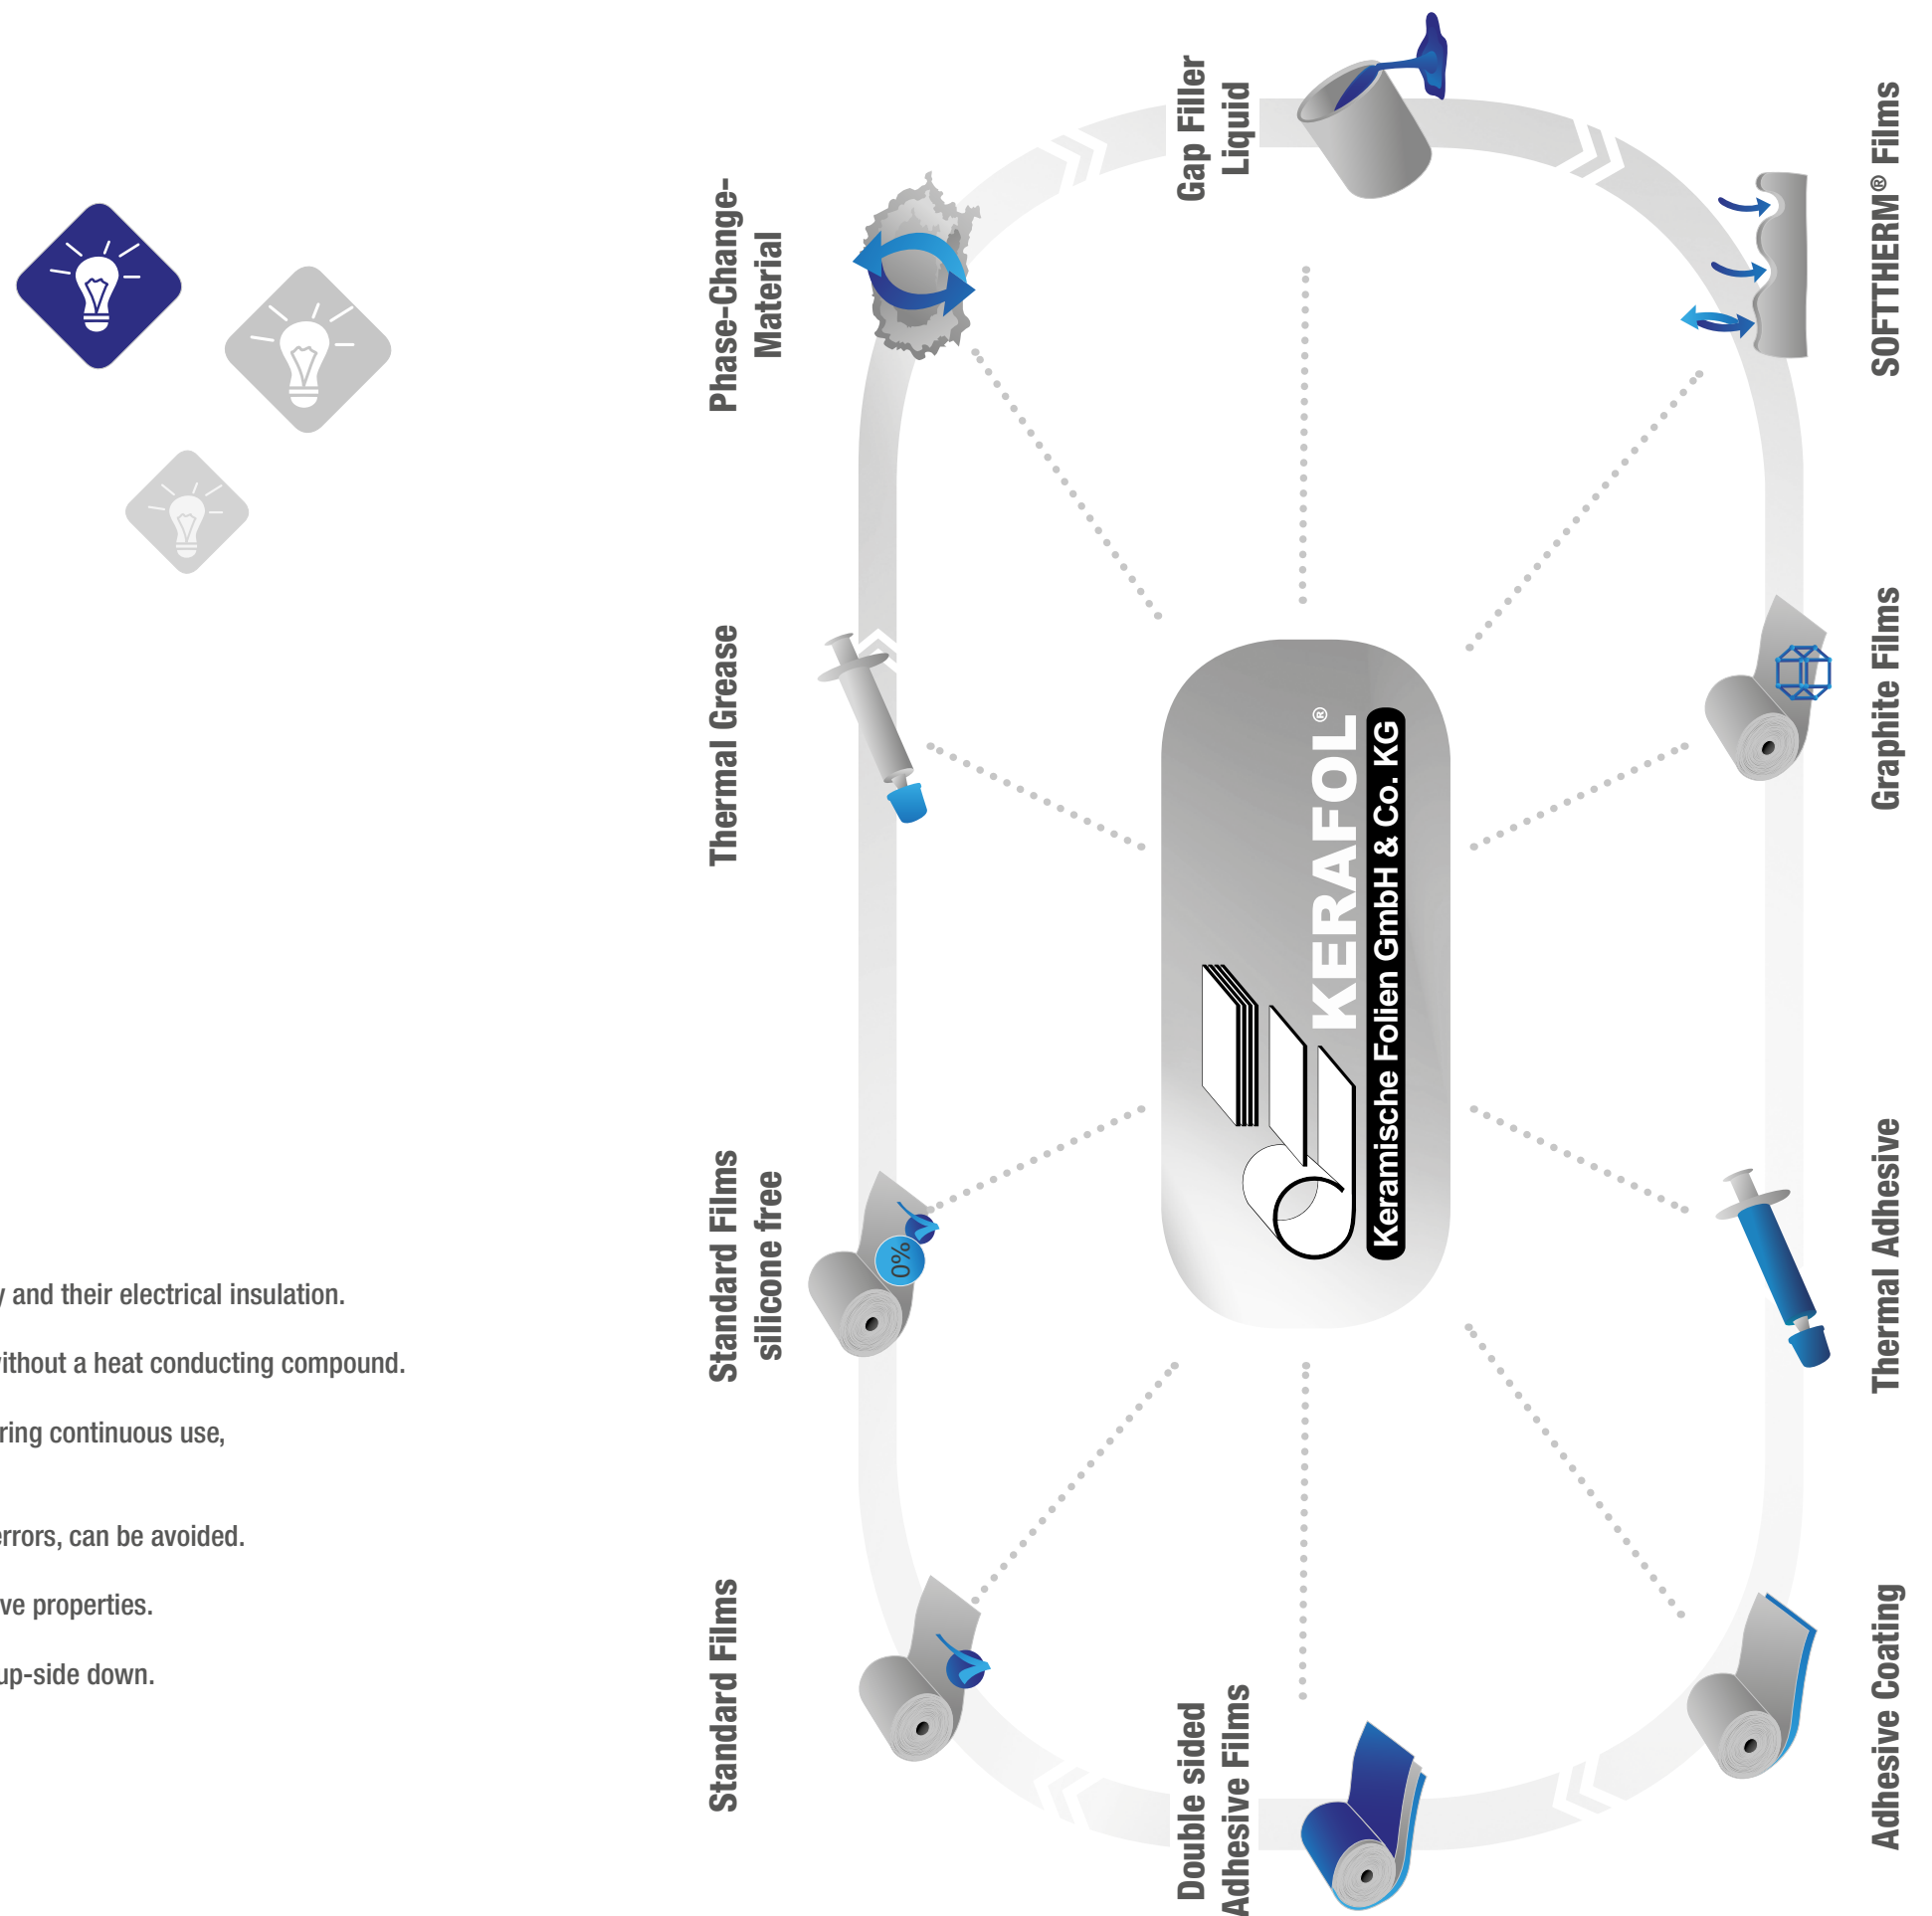 y and their electrical insulation.
without a heat conducting compound.
ring continuous use,
errors, can be avoided.
ve properties.
up-side down.
Phase-Change-
Material
Thermal Grease
Standard Films
silicone free
0%
Standard Films
Gap Filler
Liquid
KERAFOL®
Keramische Folien GmbH & Co. KG
Double sided
Adhesive Films
SOFTTHERM® Films
Graphite Films
Thermal Adhesive
Adhesive Coating